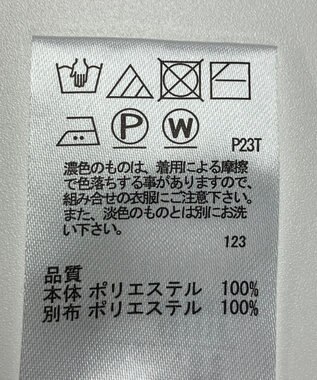 P W P23T
濃色のものは、着用による摩擦
で色落ちする事がありますので、
組み合せの衣服にご注意下さい。
また、淡色のものとは別にお洗
い下さい。
123
品質
本体 ポリエステル 100%
別布 ポリエステル 100%